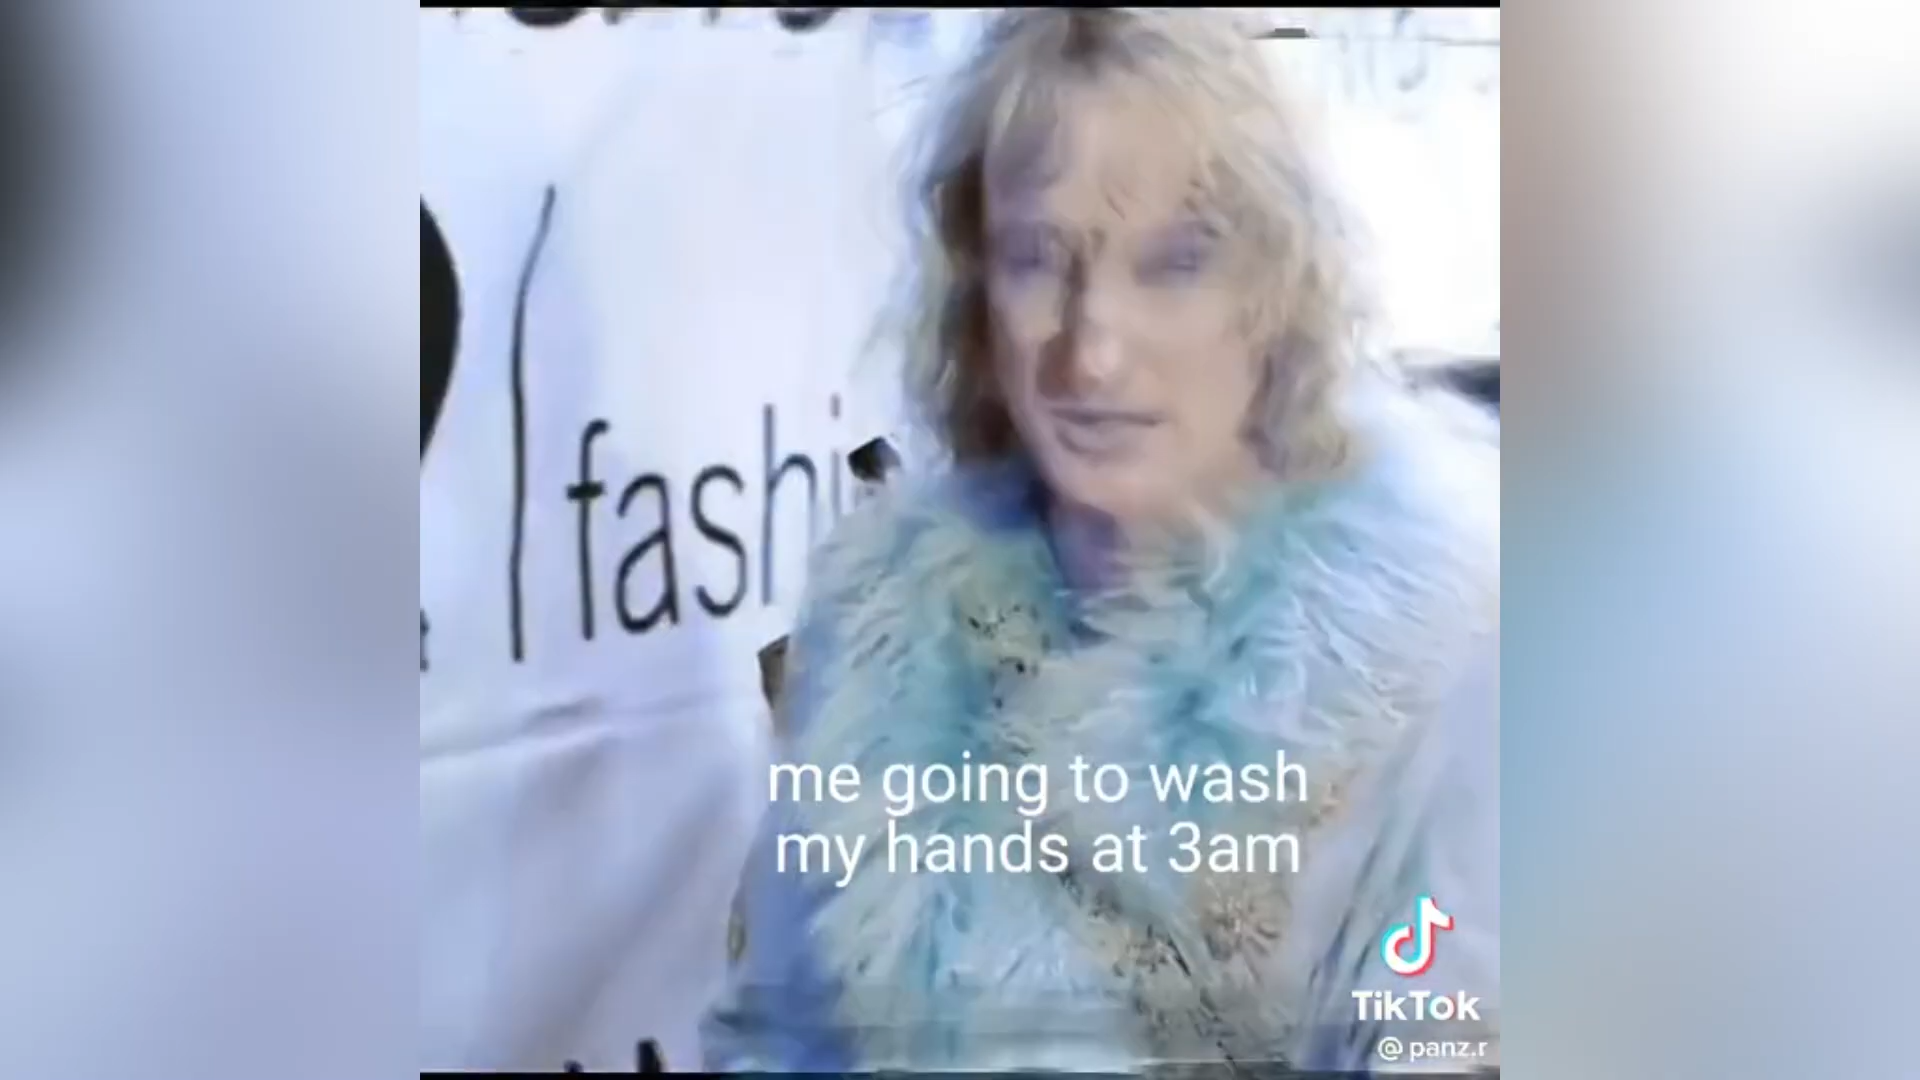 fashi
me going to wash
my hands at 3am
TikTok
@panz.r